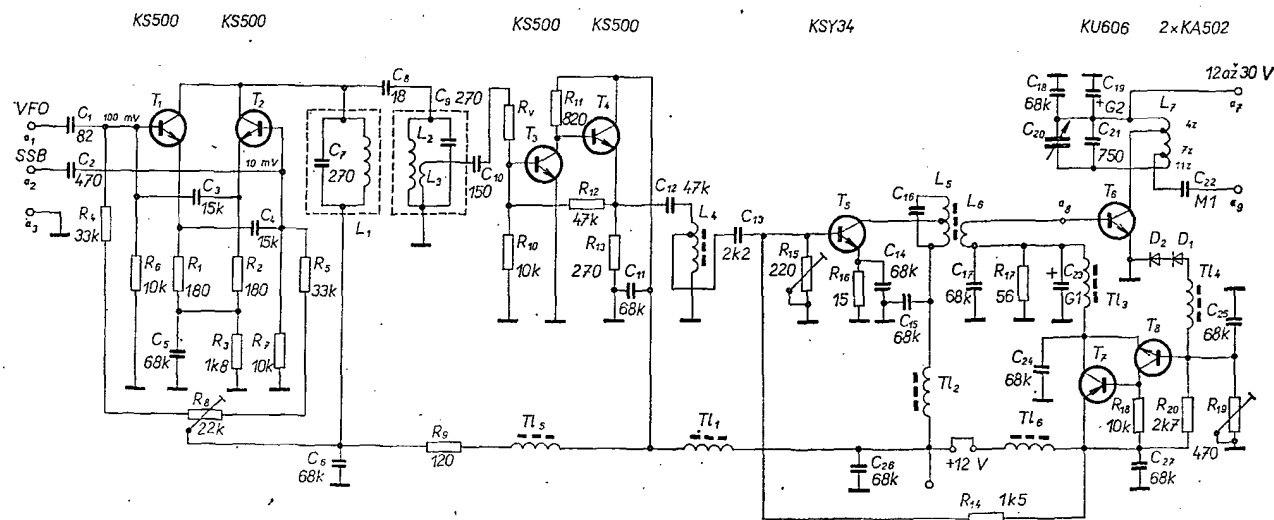 KS500 KS500 KS500 KS500 KSY34 KU606 2×KA502
12až30 V
a7
VFO
a1
C1
82
100 mV
T1
T2
SSB
a2
C2
470
10 mV
a3
R4
33k
C3
15k
C4
15k
R6
10k
R1
180
R2
180
R5
33k
C5
68k
R3
1k8
R7
10k
R8
22k
C6
68k
C7
270
L1
C8
18
C9 270
L2
L3
C10
150
RV
T3
R11
820
T4
R10
10k
R12
47k
R13
270
C11
68k
C12 47k
L4
C13
2k2
R15
220
T5
R16
15
C14
68k
C15
68k
C16
L5
L6
C17
68k
R17
56
+
C23
G1
a8
Tl3
C18
68k
C19
+ G2
C20
C21
750
L7
4z
7z
11z
C22
M1
a9
T6
D2 D1
Tl4
C25
68k
T8
T7
C24
68k
R18
10k
R20
2k7
R19
470
Tl2
R9
120
Tl5
Tl1
C26
68k
+12 V
Tl6
C27
68k
R14 1k5